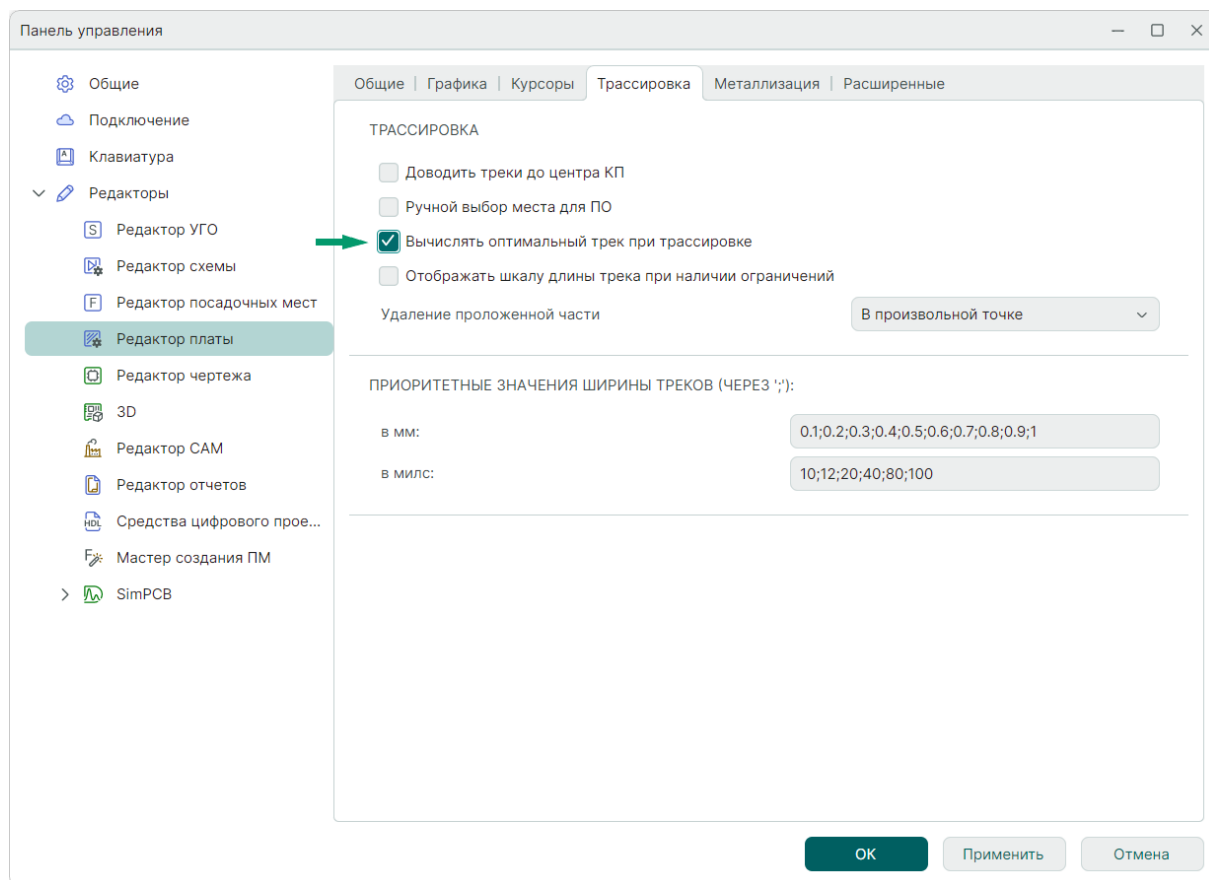 Панель управления
Общие
Подключение
Клавиатура
Редакторы
Редактор УГО
Редактор схемы
Редактор посадочных мест
Редактор платы
Редактор чертежа
3D
Редактор CAM
Редактор отчетов
Средства цифрового прое...
Мастер создания ПМ
SimPCB
Общие | Графика | Курсоры Трассировка Металлизация | Расширенные
ТРАССИРОВКА
Доводить треки до центра КП
Ручной выбор места для ПО
Вычислять оптимальный трек при трассировке
Отображать шкалу длины трека при наличии ограничений
Удаление проложенной части В произвольной точке
ПРИОРИТЕТНЫЕ ЗНАЧЕНИЯ ШИРИНЫ ТРЕКОВ (ЧЕРЕЗ ';'):
в мм: 0.1;0.2;0.3;0.4;0.5;0.6;0.7;0.8;0.9;1
в милс: 10;12;20;40;80;100
ОК Применить Отмена